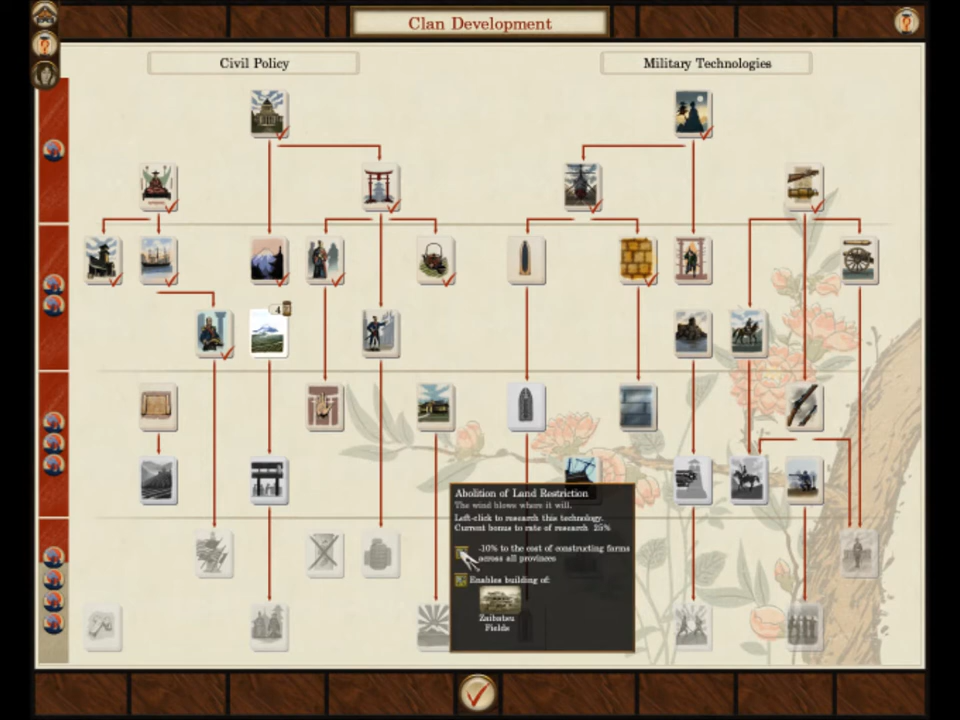 Clan Development
Civil Policy
Military Technologies
4
Abolition of Land Restriction
The wind blows where it will.
Left-click to research this technology.
Current bonus to rate of research 25%
-10% to the cost of constructing farms
across all provinces
Enables building of:
Zaibatsu
Fields